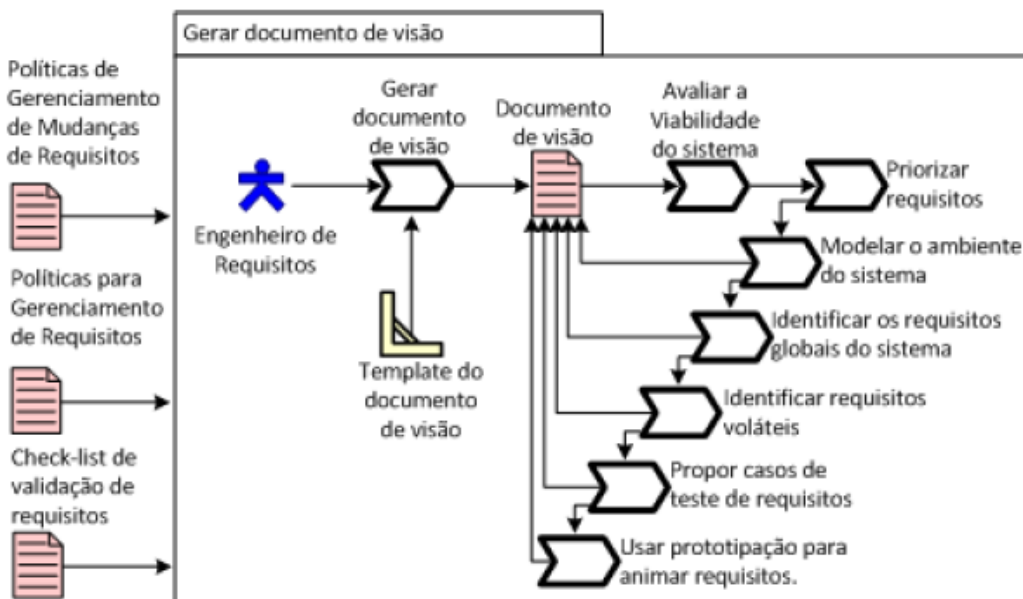 Gerar documento de visão
Políticas de
Gerenciamento
de Mudanças
de Requisitos
Políticas para
Gerenciamento
de Requisitos
Check-list de
validação de
requisitos
Engenheiro de
Requisitos
Gerar
documento
de visão
Template do
documento
de visão
Documento
de visão
Avaliar a
Viabilidade
do sistema
Priorizar
requisitos
Modelar o ambiente
do sistema
Identificar os requisitos
globais do sistema
Identificar requisitos
voláteis
Propor casos de
teste de requisitos
Usar prototipação para
animar requisitos.